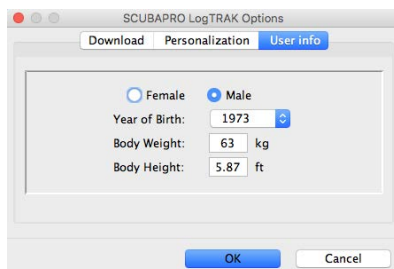 SCUBAPRO LogTRAK Options
Download Personalization User info
Female Male
Year of Birth: 1973
Body Weight: 63 kg
Body Height: 5.87 ft
OK Cancel